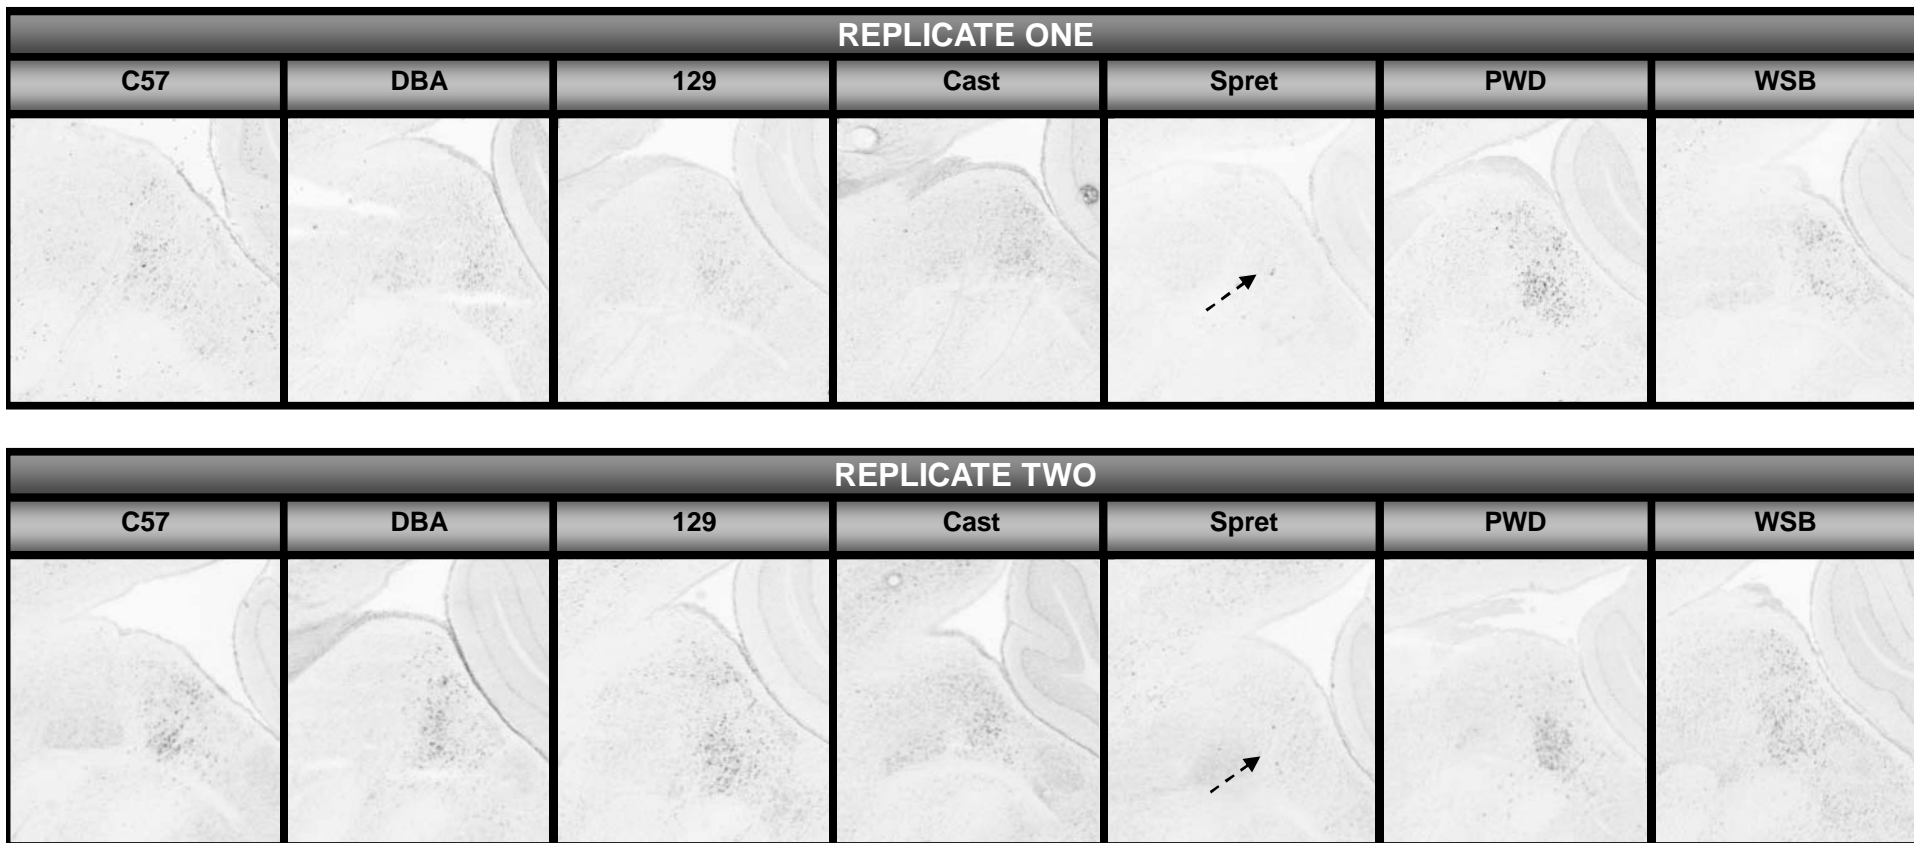 REPLICATE ONE
C57 DBA 129 Cast Spret PWD WSB
REPLICATE TWO
C57 DBA 129 Cast Spret PWD WSB